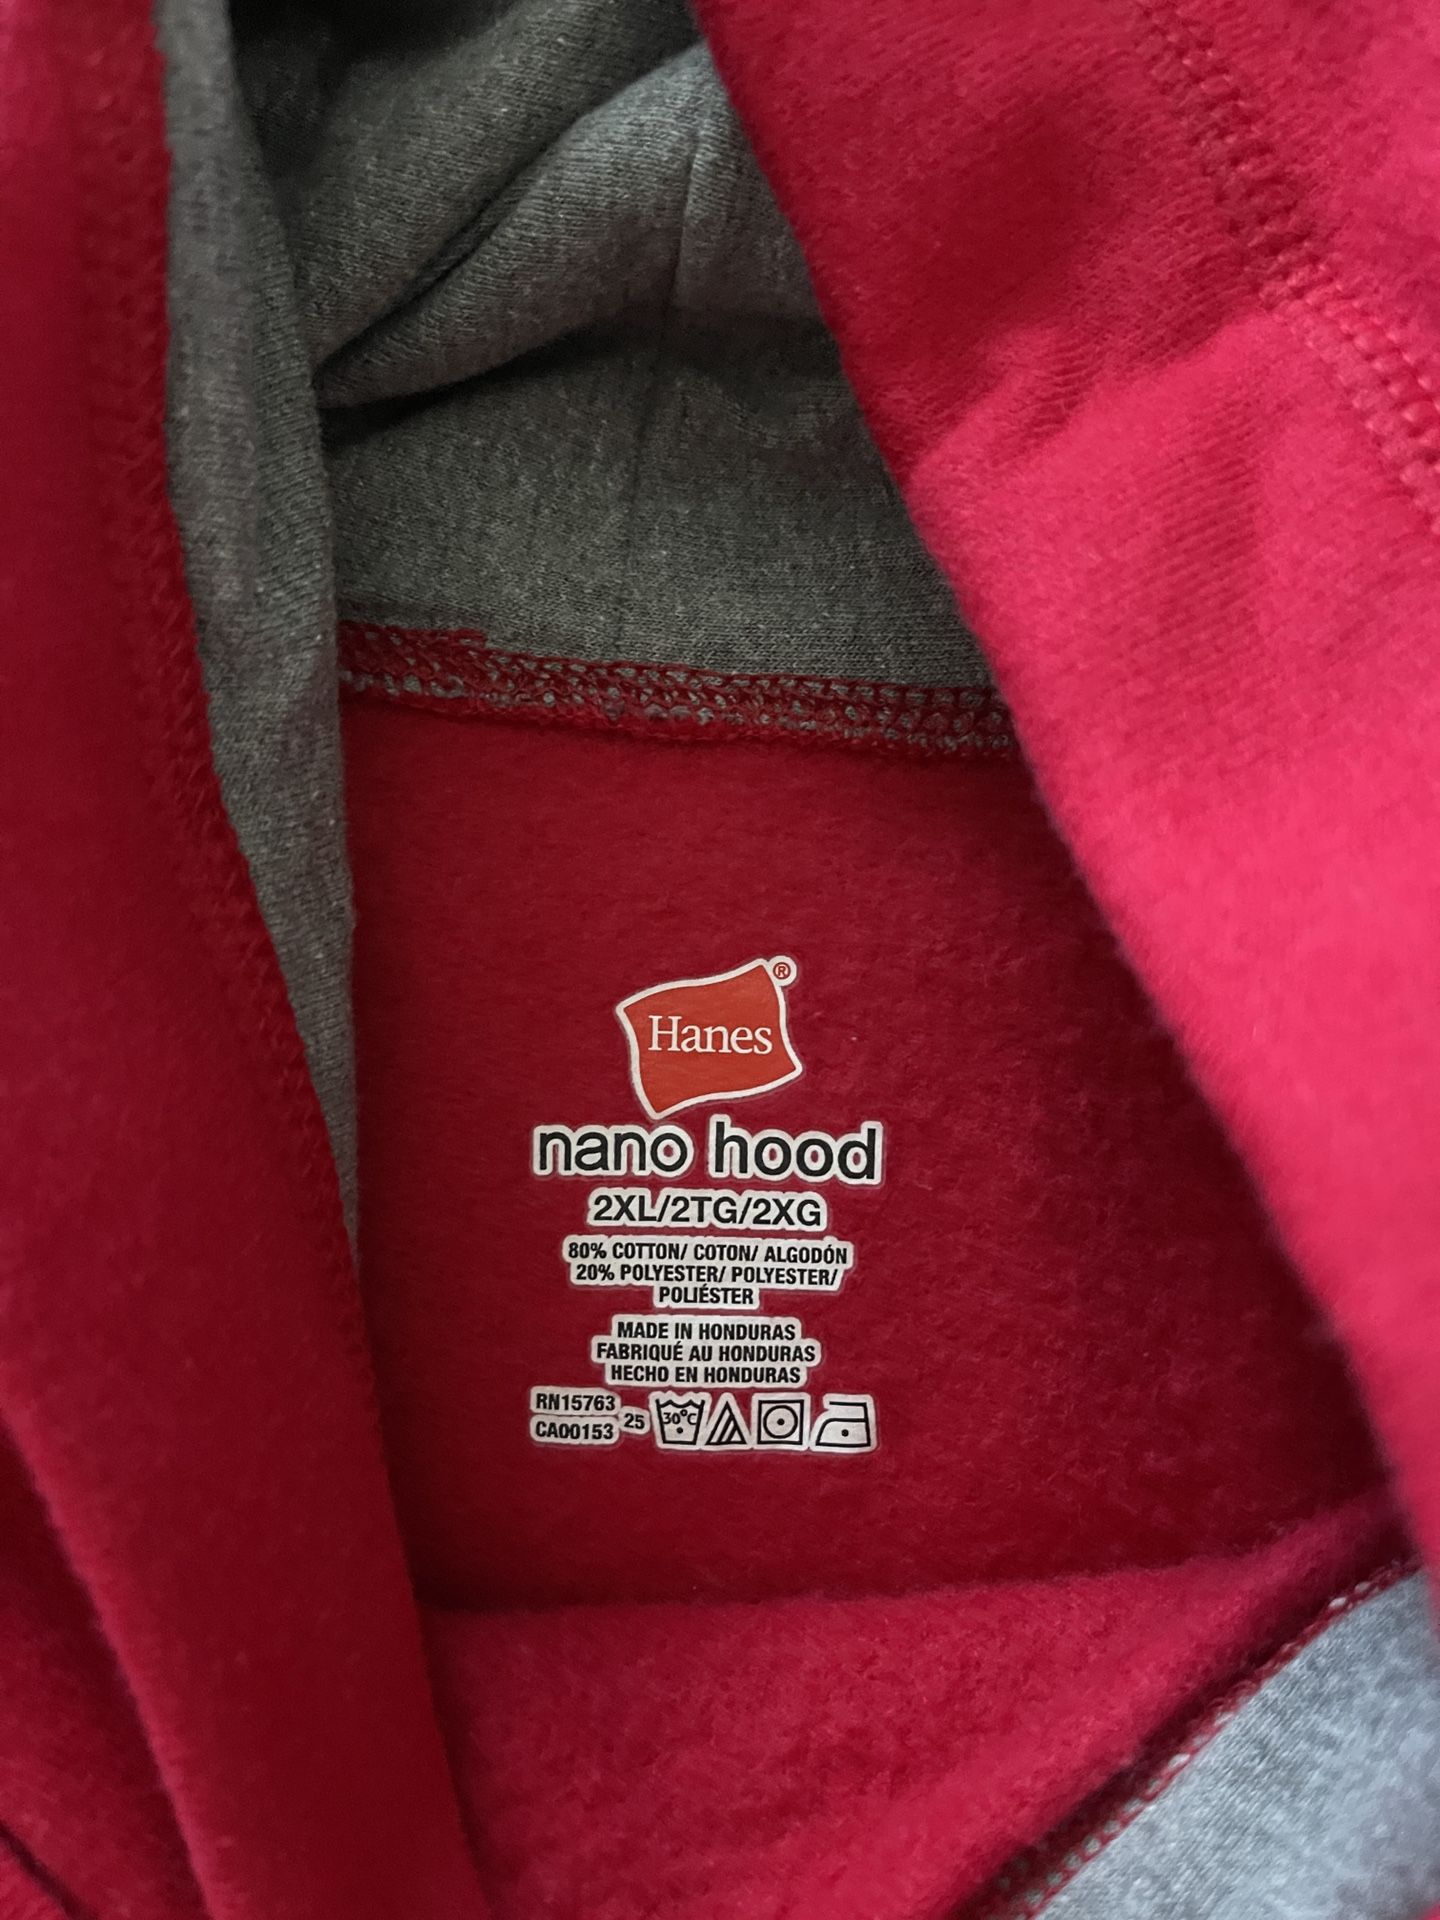 Hanes®
nano hood
2XL/2TG/2XG
80% COTTON/ COTON/ ALGODÓN
20% POLYESTER/ POLYESTER/
POLIÉSTER
MADE IN HONDURAS
FABRIQUÉ AU HONDURAS
HECHO EN HONDURAS
RN15763
CA00153
25
30°C